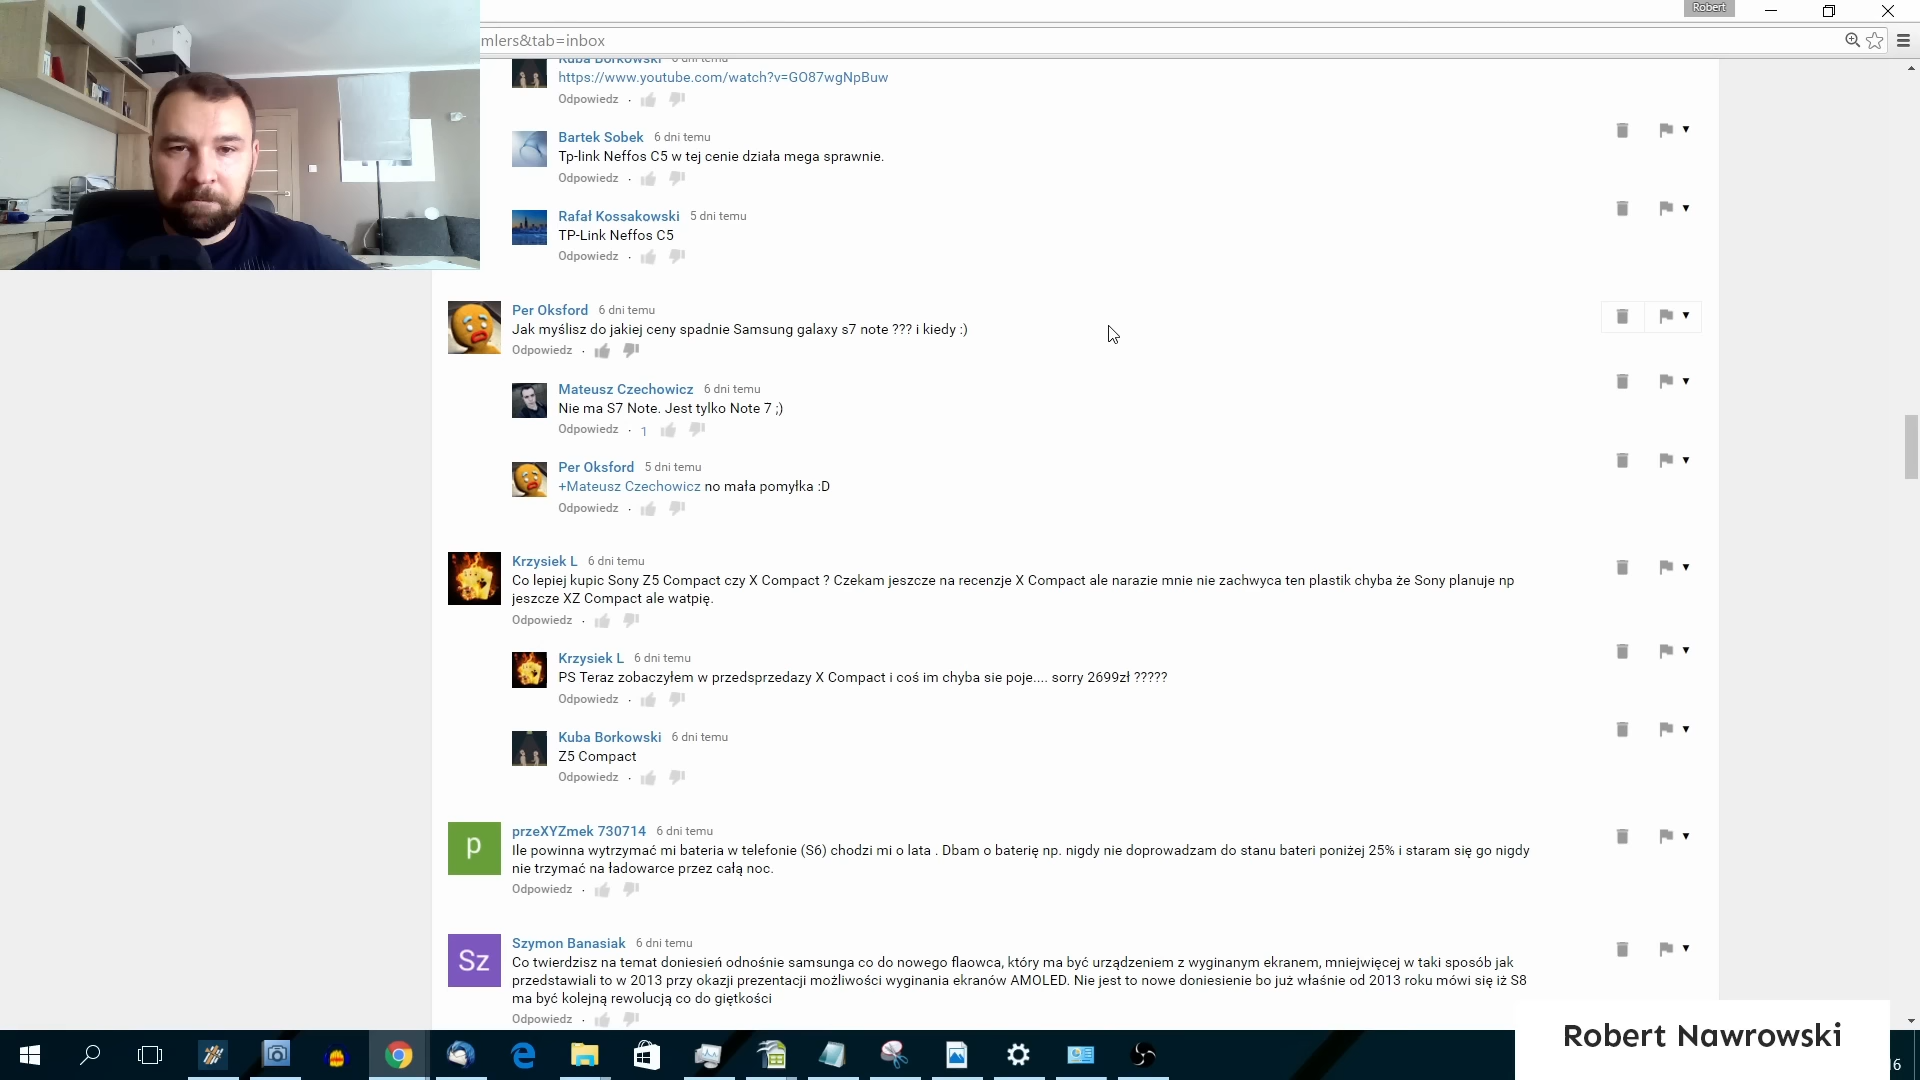 Robert
mlers&tab=inbox
Kuba Borkowski 6 dni temu
https://www.youtube.com/watch?v=GO87wgNpBuw
Odpowiedz ·
Bartek Sobek 6 dni temu
Tp-link Neffos C5 w tej cenie działa mega sprawnie.
Odpowiedz ·
Rafał Kossakowski 5 dni temu
TP-Link Neffos C5
Odpowiedz ·
Per Oksford 6 dni temu
Jak myślisz do jakiej ceny spadnie Samsung galaxy s7 note ??? i kiedy :)
Odpowiedz ·
Mateusz Czechowicz 6 dni temu
Nie ma S7 Note. Jest tylko Note 7 ;)
Odpowiedz · 1
Per Oksford 5 dni temu
+Mateusz Czechowicz no mała pomyłka :D
Odpowiedz ·
Krzysiek L 6 dni temu
Co lepiej kupic Sony Z5 Compact czy X Compact ? Czekam jeszcze na recenzje X Compact ale narazie mnie nie zachwyca ten plastik chyba że Sony planuje np
jeszcze XZ Compact ale watpię.
Odpowiedz ·
Krzysiek L 6 dni temu
PS Teraz zobaczyłem w przedsprzedazy X Compact i coś im chyba sie poje.... sorry 2699zł ?????
Odpowiedz ·
Kuba Borkowski 6 dni temu
Z5 Compact
Odpowiedz ·
p
przeXYZmek 730714 6 dni temu
Ile powinna wytrzymać mi bateria w telefonie (S6) chodzi mi o lata . Dbam o baterię np. nigdy nie doprowadzam do stanu bateri poniżej 25% i staram się go nigdy
nie trzymać na ładowarce przez całą noc.
Odpowiedz ·
Sz
Szymon Banasiak 6 dni temu
Co twierdzisz na temat doniesień odnośnie samsunga co do nowego flaowca, który ma być urządzeniem z wyginanym ekranem, mniejwięcej w taki sposób jak
przedstawiali to w 2013 przy okazji prezentacji możliwości wyginania ekranów AMOLED. Nie jest to nowe doniesienie bo już właśnie od 2013 roku mówi się iż S8
ma być kolejną rewolucją co do giętkości
Odpowiedz ·
Robert Nawrowski
16